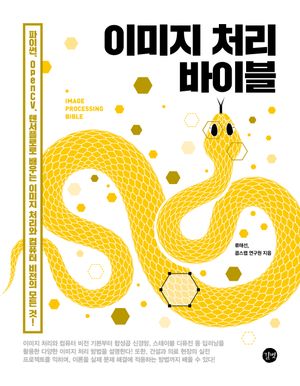 이미지 처리
바이블
IMAGE
PROCESSING
BIBLE
파이썬, OpenCV, 텐서플로로 배우는 이미지 처리와 컴퓨터 비전의 모든 것!
류태선,
콥스랩 연구원 지음
이미지 처리와 컴퓨터 비전 기본부터 합성곱 신경망, 스테이블 디퓨전 등 딥러닝을
활용한 다양한 이미지 처리 방법을 설명한다! 또한, 건설과 의료 현장의 실전
프로젝트를 익히며, 이론을 실제 문제 해결에 적용하는 방법까지 배울 수 있다!
길벗